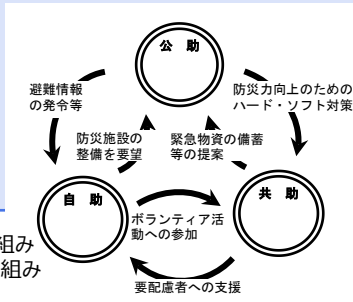 公 助
避難情報
の発令等
防災力向上のための
ハード・ソフト対策
防災施設の
整備を要望
緊急物資の備蓄
等の提案
自 助
共 助
ボランティア活
動への参加
組み
組み
要配慮者への支援